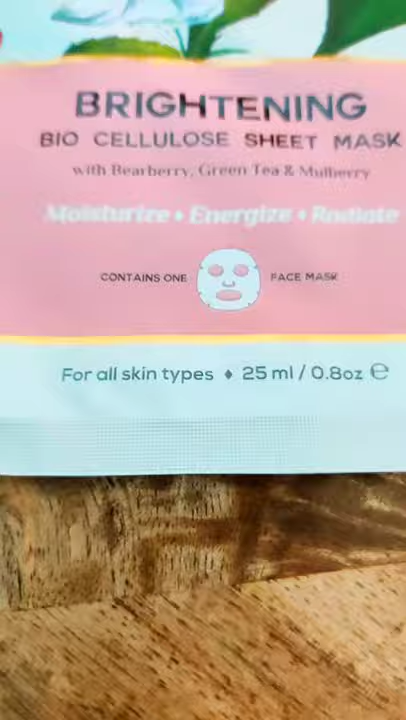 BRIGHTENING
BIO CELLULOSE SHEET MASK
with Bearberry, Green Tea & Mulberry
Moisturize • Energize • Radiate
CONTAINS ONE FACE MASK
For all skin types ♦ 25 ml / 0.8oz ℮